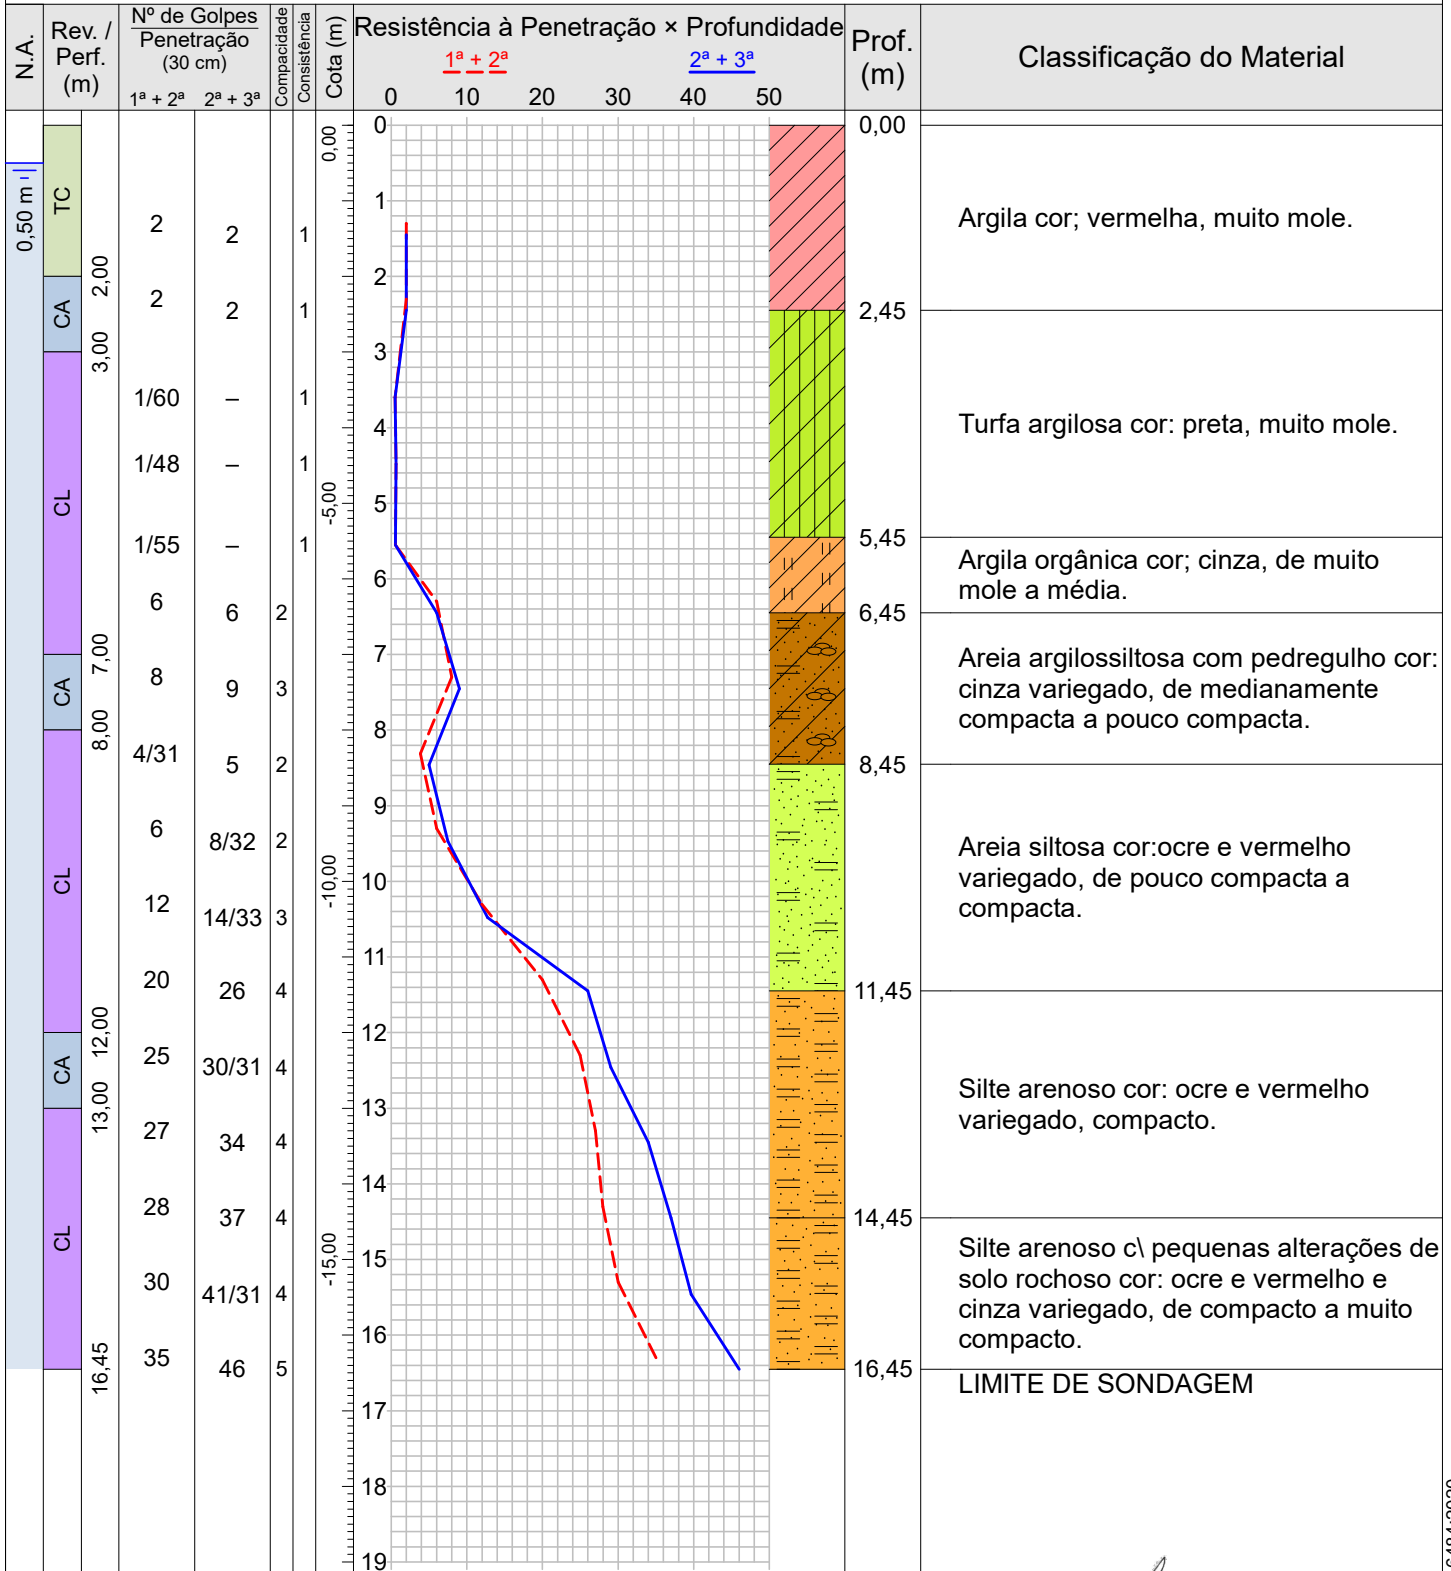 N.A.
Rev. /
Perf.
(m)
Nº de Golpes
Penetração
(30 cm)
1ª + 2ª
2ª + 3ª
Compacidade
Consistência
Cota (m)
Resistência à Penetração × Profundidade
1ª + 2ª
2ª + 3ª
0 10 20 30 40 50
Prof.
(m)
Classificação do Material
0,50 m
TC
2,00
CA
3,00
CL
7,00
CA
8,00
CL
12,00
CA
13,00
CL
16,45
2 2 1
2 2 1
1/60 – 1
1/48 – 1
1/55 – 1
6 6 2
8 9 3
4/31 5 2
6 8/32 2
12 14/33 3
20 26 4
25 30/31 4
27 34 4
28 37 4
30 41/31 4
35 46 5
0,00
-5,00
-10,00
-15,00
0
1
2
3
4
5
6
7
8
9
10
11
12
13
14
15
16
17
18
19
0,00
Argila cor; vermelha, muito mole.
2,45
Turfa argilosa cor: preta, muito mole.
5,45
Argila orgânica cor; cinza, de muito
mole a média.
6,45
Areia argilossiltosa com pedregulho cor:
cinza variegado, de medianamente
compacta a pouco compacta.
8,45
Areia siltosa cor:ocre e vermelho
variegado, de pouco compacta a
compacta.
11,45
Silte arenoso cor: ocre e vermelho
variegado, compacto.
14,45
Silte arenoso c\ pequenas alterações de
solo rochoso cor: ocre e vermelho e
cinza variegado, de compacto a muito
compacto.
16,45
LIMITE DE SONDAGEM